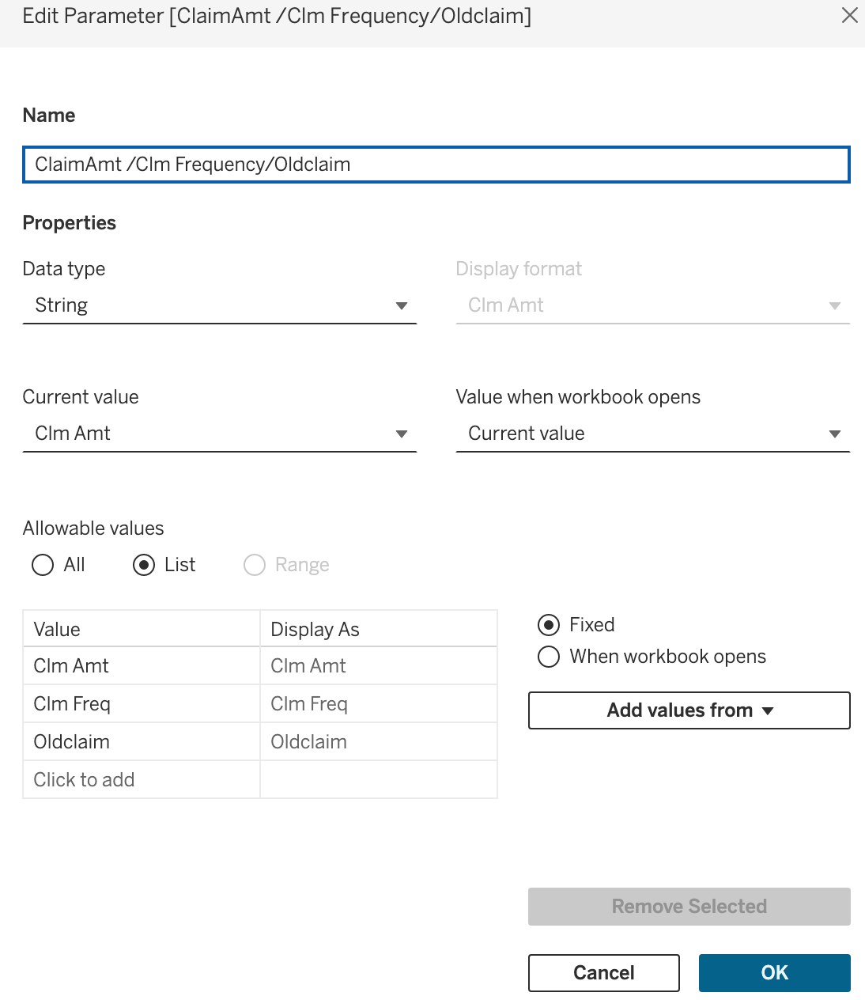 Edit Parameter [ClaimAmt /Clm Frequency/Oldclaim]
Name
ClaimAmt /Clm Frequency/Oldclaim
Properties
Data type
Display format
String
Clm Amt
Current value
Value when workbook opens
Clm Amt
Current value
Allowable values
All
List
Range
Value
Display As
Clm Amt
Clm Amt
Clm Freq
Clm Freq
Oldclaim
Oldclaim
Click to add
Fixed
When workbook opens
Add values from
Remove Selected
Cancel
OK